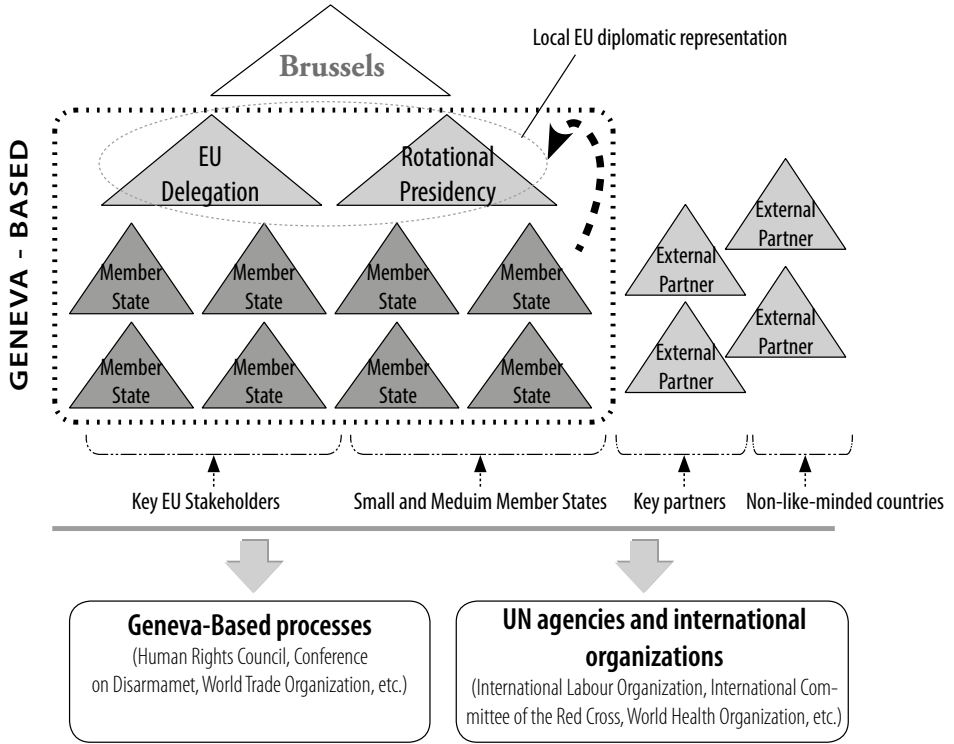 Local EU diplomatic representation
Brussels
GENEVA - BASED
EU
Delegation
Rotational
Presidency
Member
State
Member
State
Member
State
Member
State
Member
State
Member
State
Member
State
Member
State
External
Partner
External
Partner
External
Partner
External
Partner
Key EU Stakeholders
Small and Meduim Member States
Key partners
Non-like-minded countries
Geneva-Based processes
(Human Rights Council, Conference
on Disarmamet, World Trade Organization, etc.)
UN agencies and international
organizations
(International Labour Organization, International Com-
mittee of the Red Cross, World Health Organization, etc.)